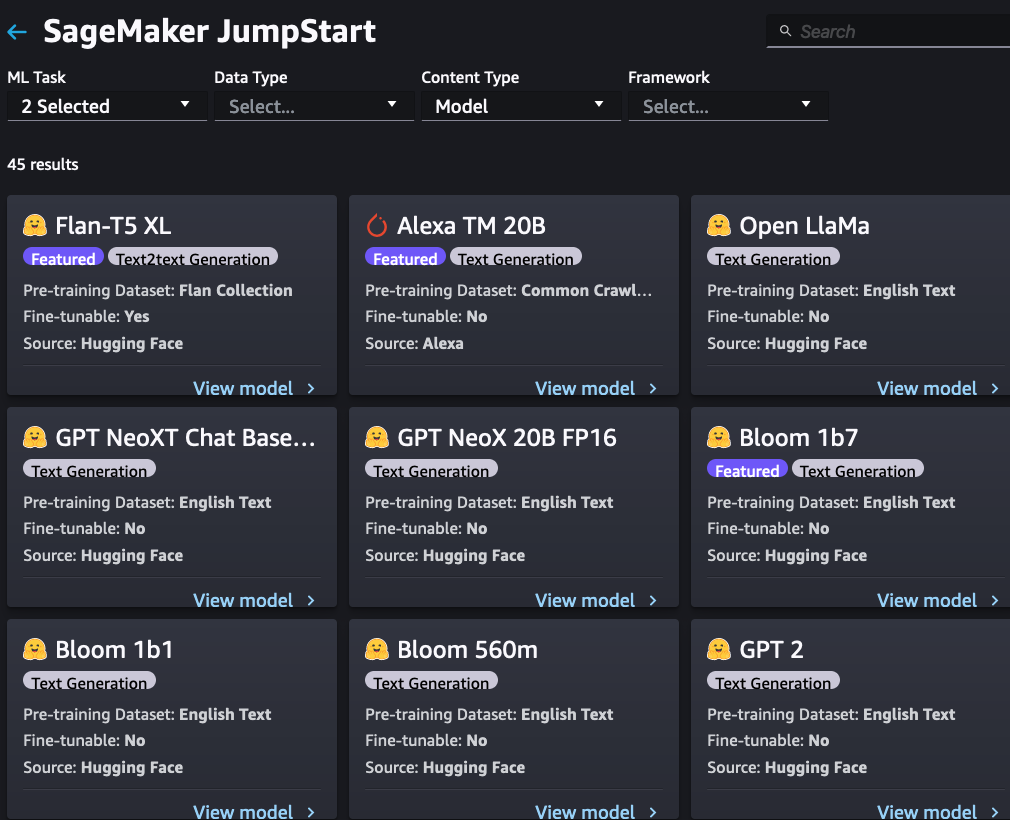 SageMaker JumpStart
Search
ML Task
Data Type
Content Type
Framework
2 Selected
Select...
Model
Select...
45 results
Flan-T5 XL
Featured
Text2text Generation
Pre-training Dataset: Flan Collection
Fine-tunable: Yes
Source: Hugging Face
View model
Alexa TM 20B
Featured
Text Generation
Pre-training Dataset: Common Crawl...
Fine-tunable: No
Source: Alexa
View model
Open LlaMa
Text Generation
Pre-training Dataset: English Text
Fine-tunable: No
Source: Hugging Face
View model
GPT NeoXT Chat Base...
Text Generation
Pre-training Dataset: English Text
Fine-tunable: No
Source: Hugging Face
View model
GPT NeoX 20B FP16
Text Generation
Pre-training Dataset: English Text
Fine-tunable: No
Source: Hugging Face
View model
Bloom 1b7
Featured
Text Generation
Pre-training Dataset: English Text
Fine-tunable: No
Source: Hugging Face
View model
Bloom 1b1
Text Generation
Pre-training Dataset: English Text
Fine-tunable: No
Source: Hugging Face
View model
Bloom 560m
Text Generation
Pre-training Dataset: English Text
Fine-tunable: No
Source: Hugging Face
View model
GPT 2
Text Generation
Pre-training Dataset: English Text
Fine-tunable: No
Source: Hugging Face
View model